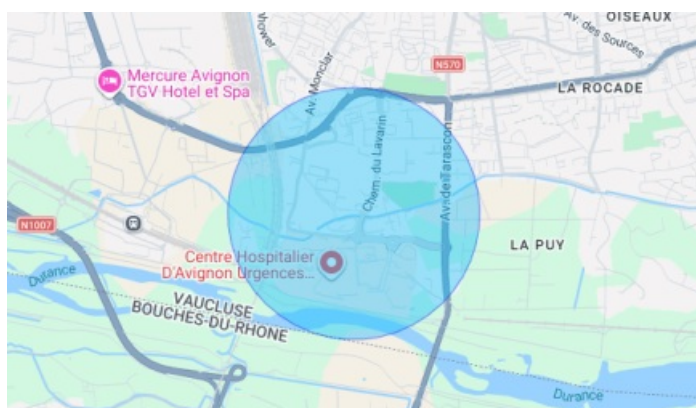 OISEAUX
Av. des Sources
nhower
N570
Mercure Avignon
TGV Hotel et Spa
Av. Monclar
LA ROCADE
Chem. du Lavarin
Av. de Tarascon
N1007
LA PUY
Centre Hospitalier
D'Avignon Urgences...
Durance
VAUCLUSE
BOUCHES-DU-RHONE
Durance